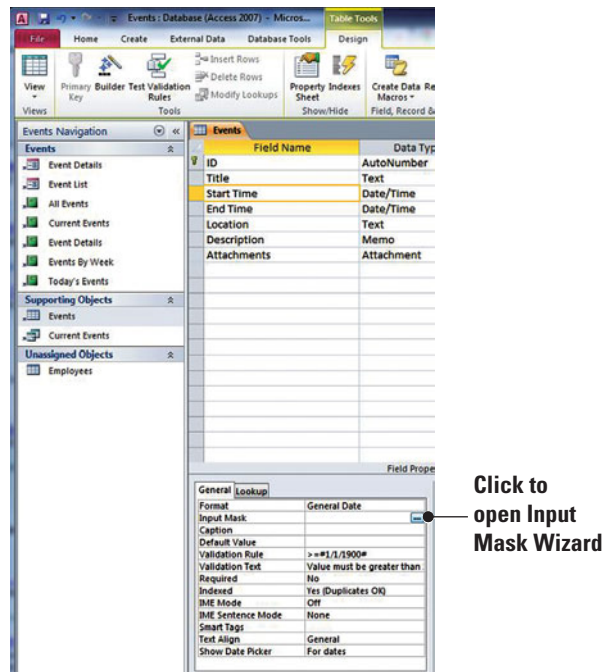 Events : Database (Access 2007) - Micros... Table Tools
File Home Create External Data Database Tools Design
View
Views
Primary Key
Builder
Test Validation Rules
Insert Rows
Delete Rows
Modify Lookups
Tools
Property Sheet
Indexes
Show/Hide
Create Data Macros
Re
Field, Record &
Events Navigation
Events
Event Details
Event List
All Events
Current Events
Event Details
Events By Week
Today's Events
Supporting Objects
Events
Current Events
Unassigned Objects
Employees
Events
Field Name Data Typ
ID AutoNumber
Title Text
Start Time Date/Time
End Time Date/Time
Location Text
Description Memo
Attachments Attachment
Field Prope
General Lookup
Format General Date
Input Mask
Caption
Default Value
Validation Rule >=#1/1/1900#
Validation Text Value must be greater than
Required No
Indexed Yes (Duplicates OK)
IME Mode Off
IME Sentence Mode None
Smart Tags
Text Align General
Show Date Picker For dates
Click to
open Input
Mask Wizard